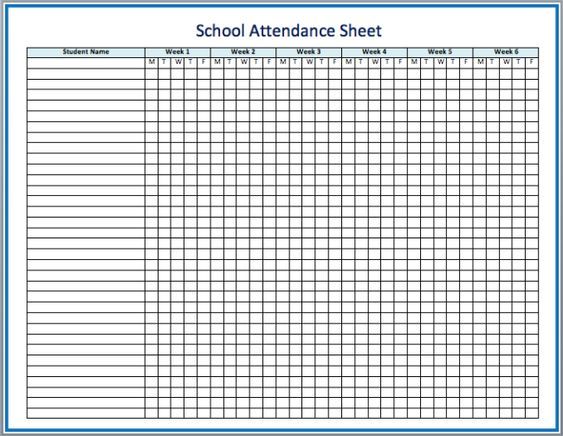 School Attendance Sheet
Student Name Week 1 Week 2 Week 3 Week 4 Week 5 Week 6
M T W T F M T W T F M T W T F M T W T F M T W T F M T W T F